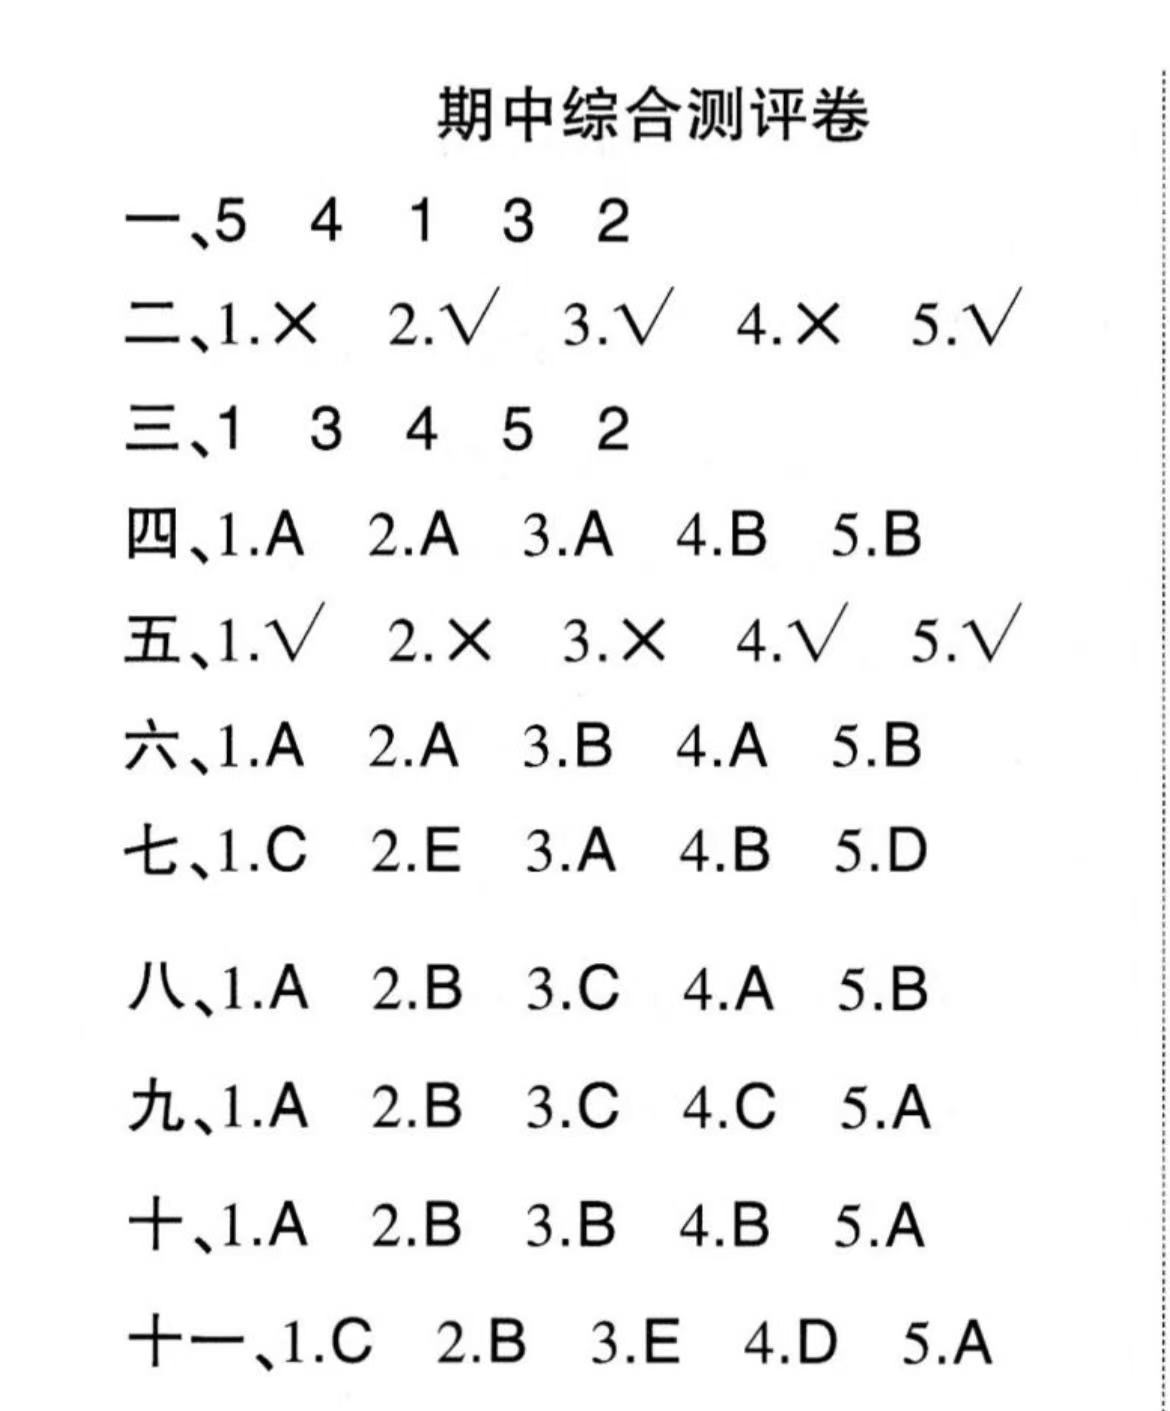 期中综合测评卷
一、5 4 1 3 2
二、1.× 2.√ 3.√ 4.× 5.√
三、1 3 4 5 2
四、1.A 2.A 3.A 4.B 5.B
五、1.√ 2.× 3.× 4.√ 5.√
六、1.A 2.A 3.B 4.A 5.B
七、1.C 2.E 3.A 4.B 5.D
八、1.A 2.B 3.C 4.A 5.B
九、1.A 2.B 3.C 4.C 5.A
十、1.A 2.B 3.B 4.B 5.A
十一、1.C 2.B 3.E 4.D 5.A